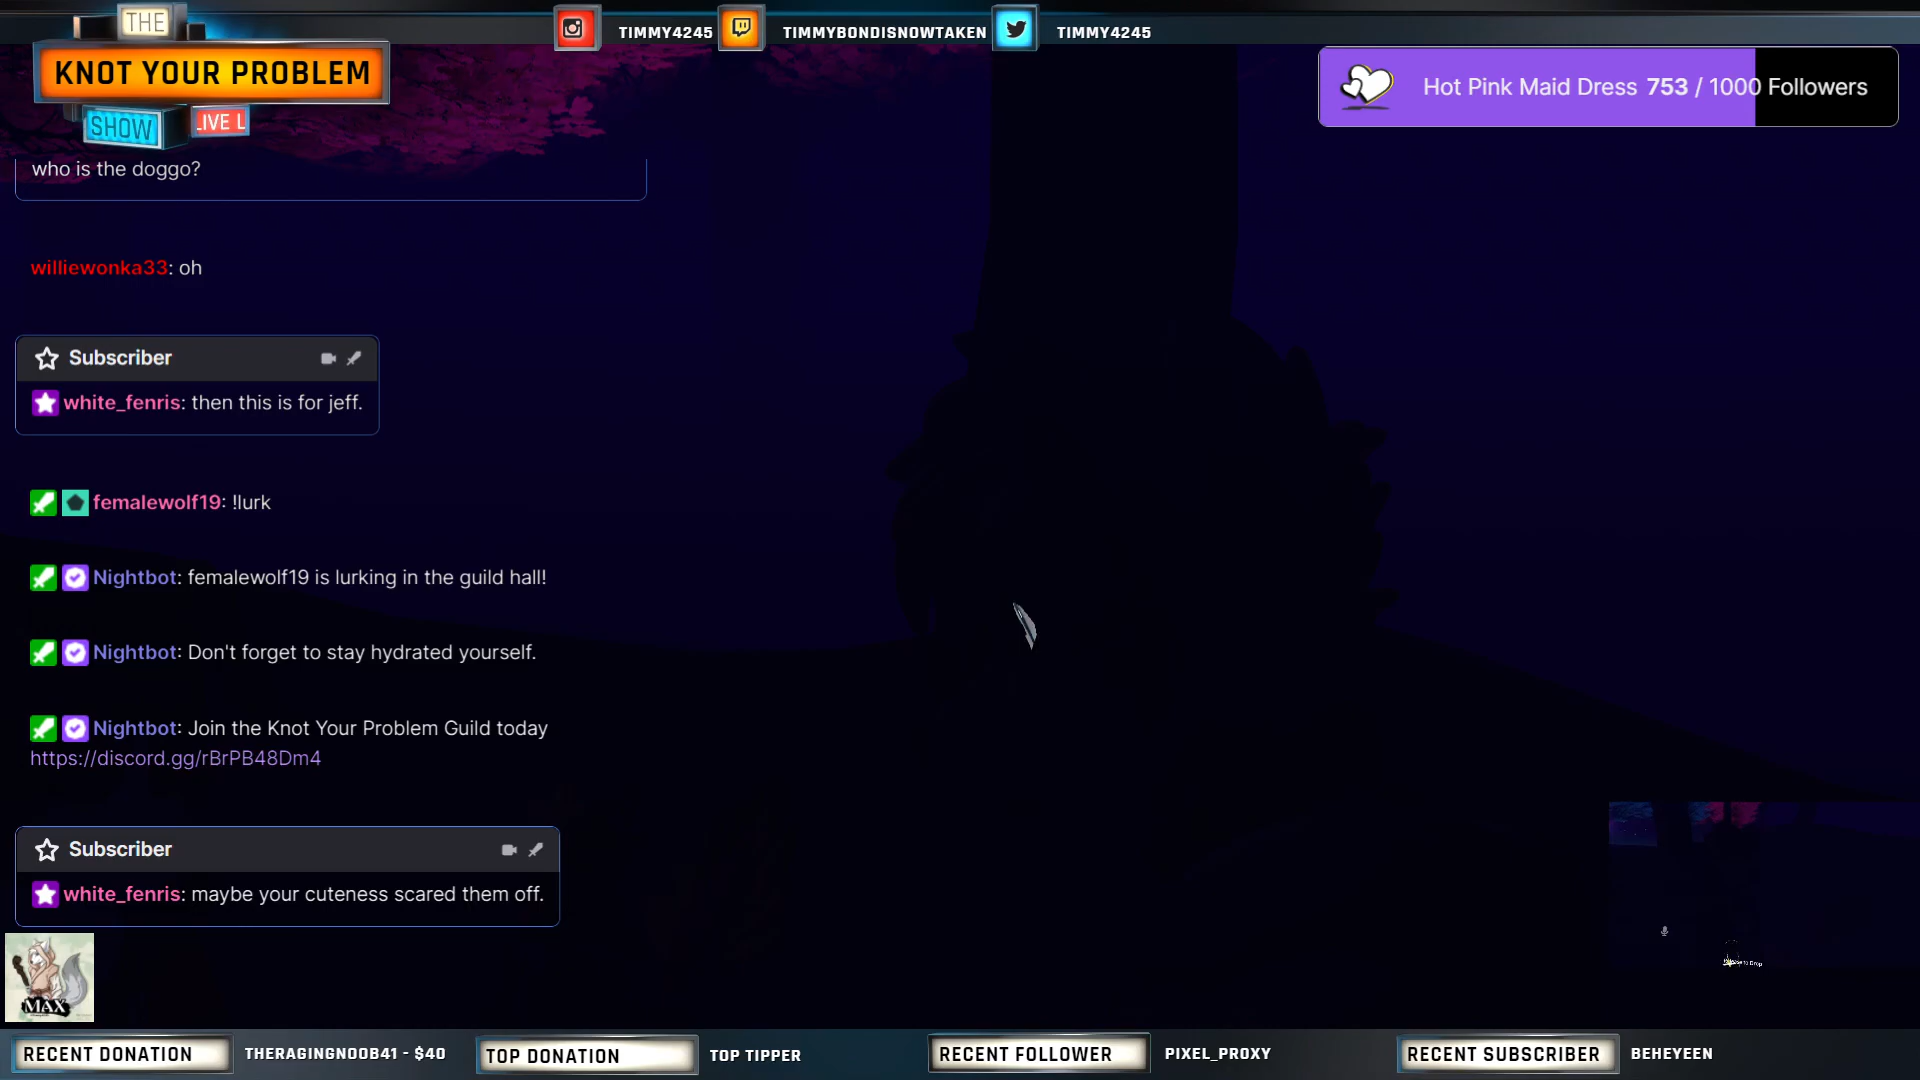 THE
KNOT YOUR PROBLEM
SHOW
LIVE L
TIMMY4245
TIMMYBONDISNOWTAKEN
TIMMY4245
Hot Pink Maid Dress 753 / 1000 Followers
who is the doggo?
williewonka33: oh
Subscriber
white_fenris: then this is for jeff.
femalewolf19: !lurk
Nightbot: femalewolf19 is lurking in the guild hall!
Nightbot: Don't forget to stay hydrated yourself.
Nightbot: Join the Knot Your Problem Guild today
https://discord.gg/rBrPB48Dm4
Subscriber
white_fenris: maybe your cuteness scared them off.
MAX
RECENT DONATION
THERAGINGNOOB41 - $40
TOP DONATION
TOP TIPPER
RECENT FOLLOWER
PIXEL_PROXY
RECENT SUBSCRIBER
BEHEYEEN